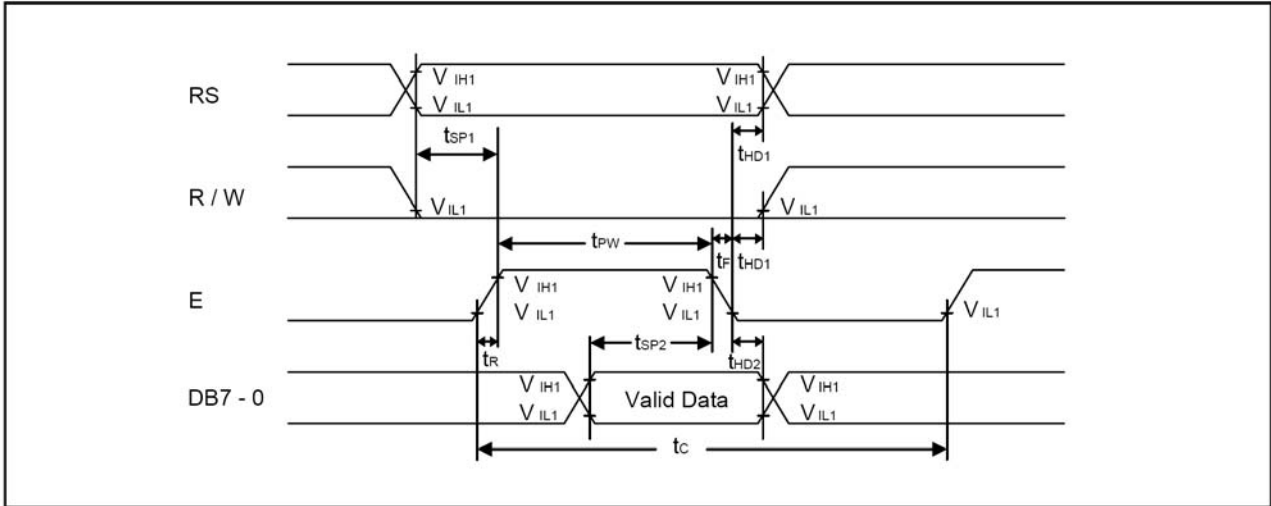 RS
V IH1
V IH1
V IL1
V IL1
tSP1
tHD1
R / W
V IL1
V IL1
tPW
tF
tHD1
E
V IH1
V IH1
V IL1
V IL1
V IL1
tR
tSP2
tHD2
DB7 - 0
V IH1
Valid Data
V IH1
V IL1
V IL1
tC